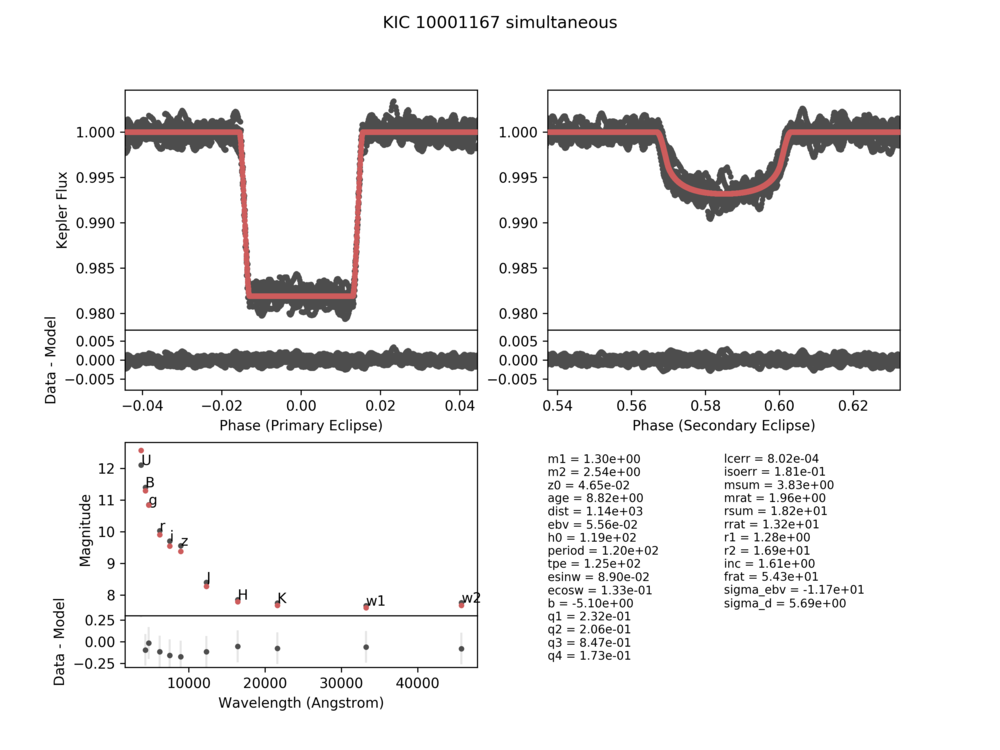 KIC 10001167 simultaneous
1.000
0.995
0.990
0.985
0.980
Kepler Flux
0.005
0.000
−0.005
Data - Model
−0.04 −0.02 0.00 0.02 0.04
Phase (Primary Eclipse)
1.000
0.995
0.990
0.985
0.980
0.005
0.000
−0.005
0.54 0.56 0.58 0.60 0.62
Phase (Secondary Eclipse)
12
11
10
9
8
Magnitude
U
B
g
r
i
z
J
H
K
w1
w2
0.25
0.00
−0.25
Data - Model
10000 20000 30000 40000
Wavelength (Angstrom)
m1 = 1.30e+00
m2 = 2.54e+00
z0 = 4.65e-02
age = 8.82e+00
dist = 1.14e+03
ebv = 5.56e-02
h0 = 1.19e+02
period = 1.20e+02
tpe = 1.25e+02
esinw = 8.90e-02
ecosw = 1.33e-01
b = -5.10e+00
q1 = 2.32e-01
q2 = 2.06e-01
q3 = 8.47e-01
q4 = 1.73e-01
lcerr = 8.02e-04
isoerr = 1.81e-01
msum = 3.83e+00
mrat = 1.96e+00
rsum = 1.82e+01
rrat = 1.32e+01
r1 = 1.28e+00
r2 = 1.69e+01
inc = 1.61e+00
frat = 5.43e+01
sigma_ebv = -1.17e+01
sigma_d = 5.69e+00